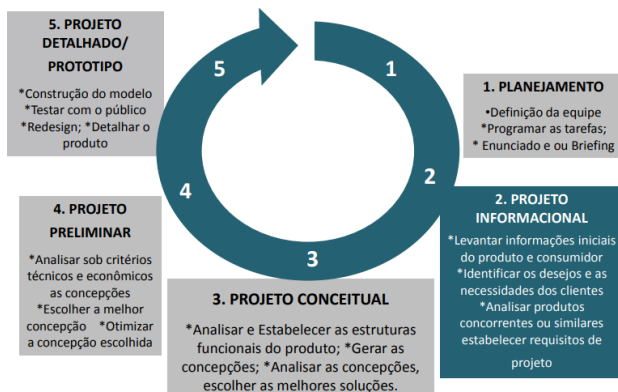 5. PROJETO
DETALHADO/
PROTOTIPO
*Construção do modelo
*Testar com o público
*Redesign; *Detalhar o
produto
5
1
1. PLANEJAMENTO
•Definição da equipe
*Programar as tarefas;
* Enunciado e ou Briefing
4
2
4. PROJETO
PRELIMINAR
*Analisar sob critérios
técnicos e econômicos
as concepções
*Escolher a melhor
concepção *Otimizar
a concepção escolhida
2. PROJETO
INFORMACIONAL
*Levantar informações iniciais
do produto e consumidor
*Identificar os desejos e as
necessidades dos clientes
*Analisar produtos
concorrentes ou similares
estabelecer requisitos de
projeto
3
3. PROJETO CONCEITUAL
*Analisar e Estabelecer as estruturas
funcionais do produto; *Gerar as
concepções; *Analisar as concepções,
escolher as melhores soluções.